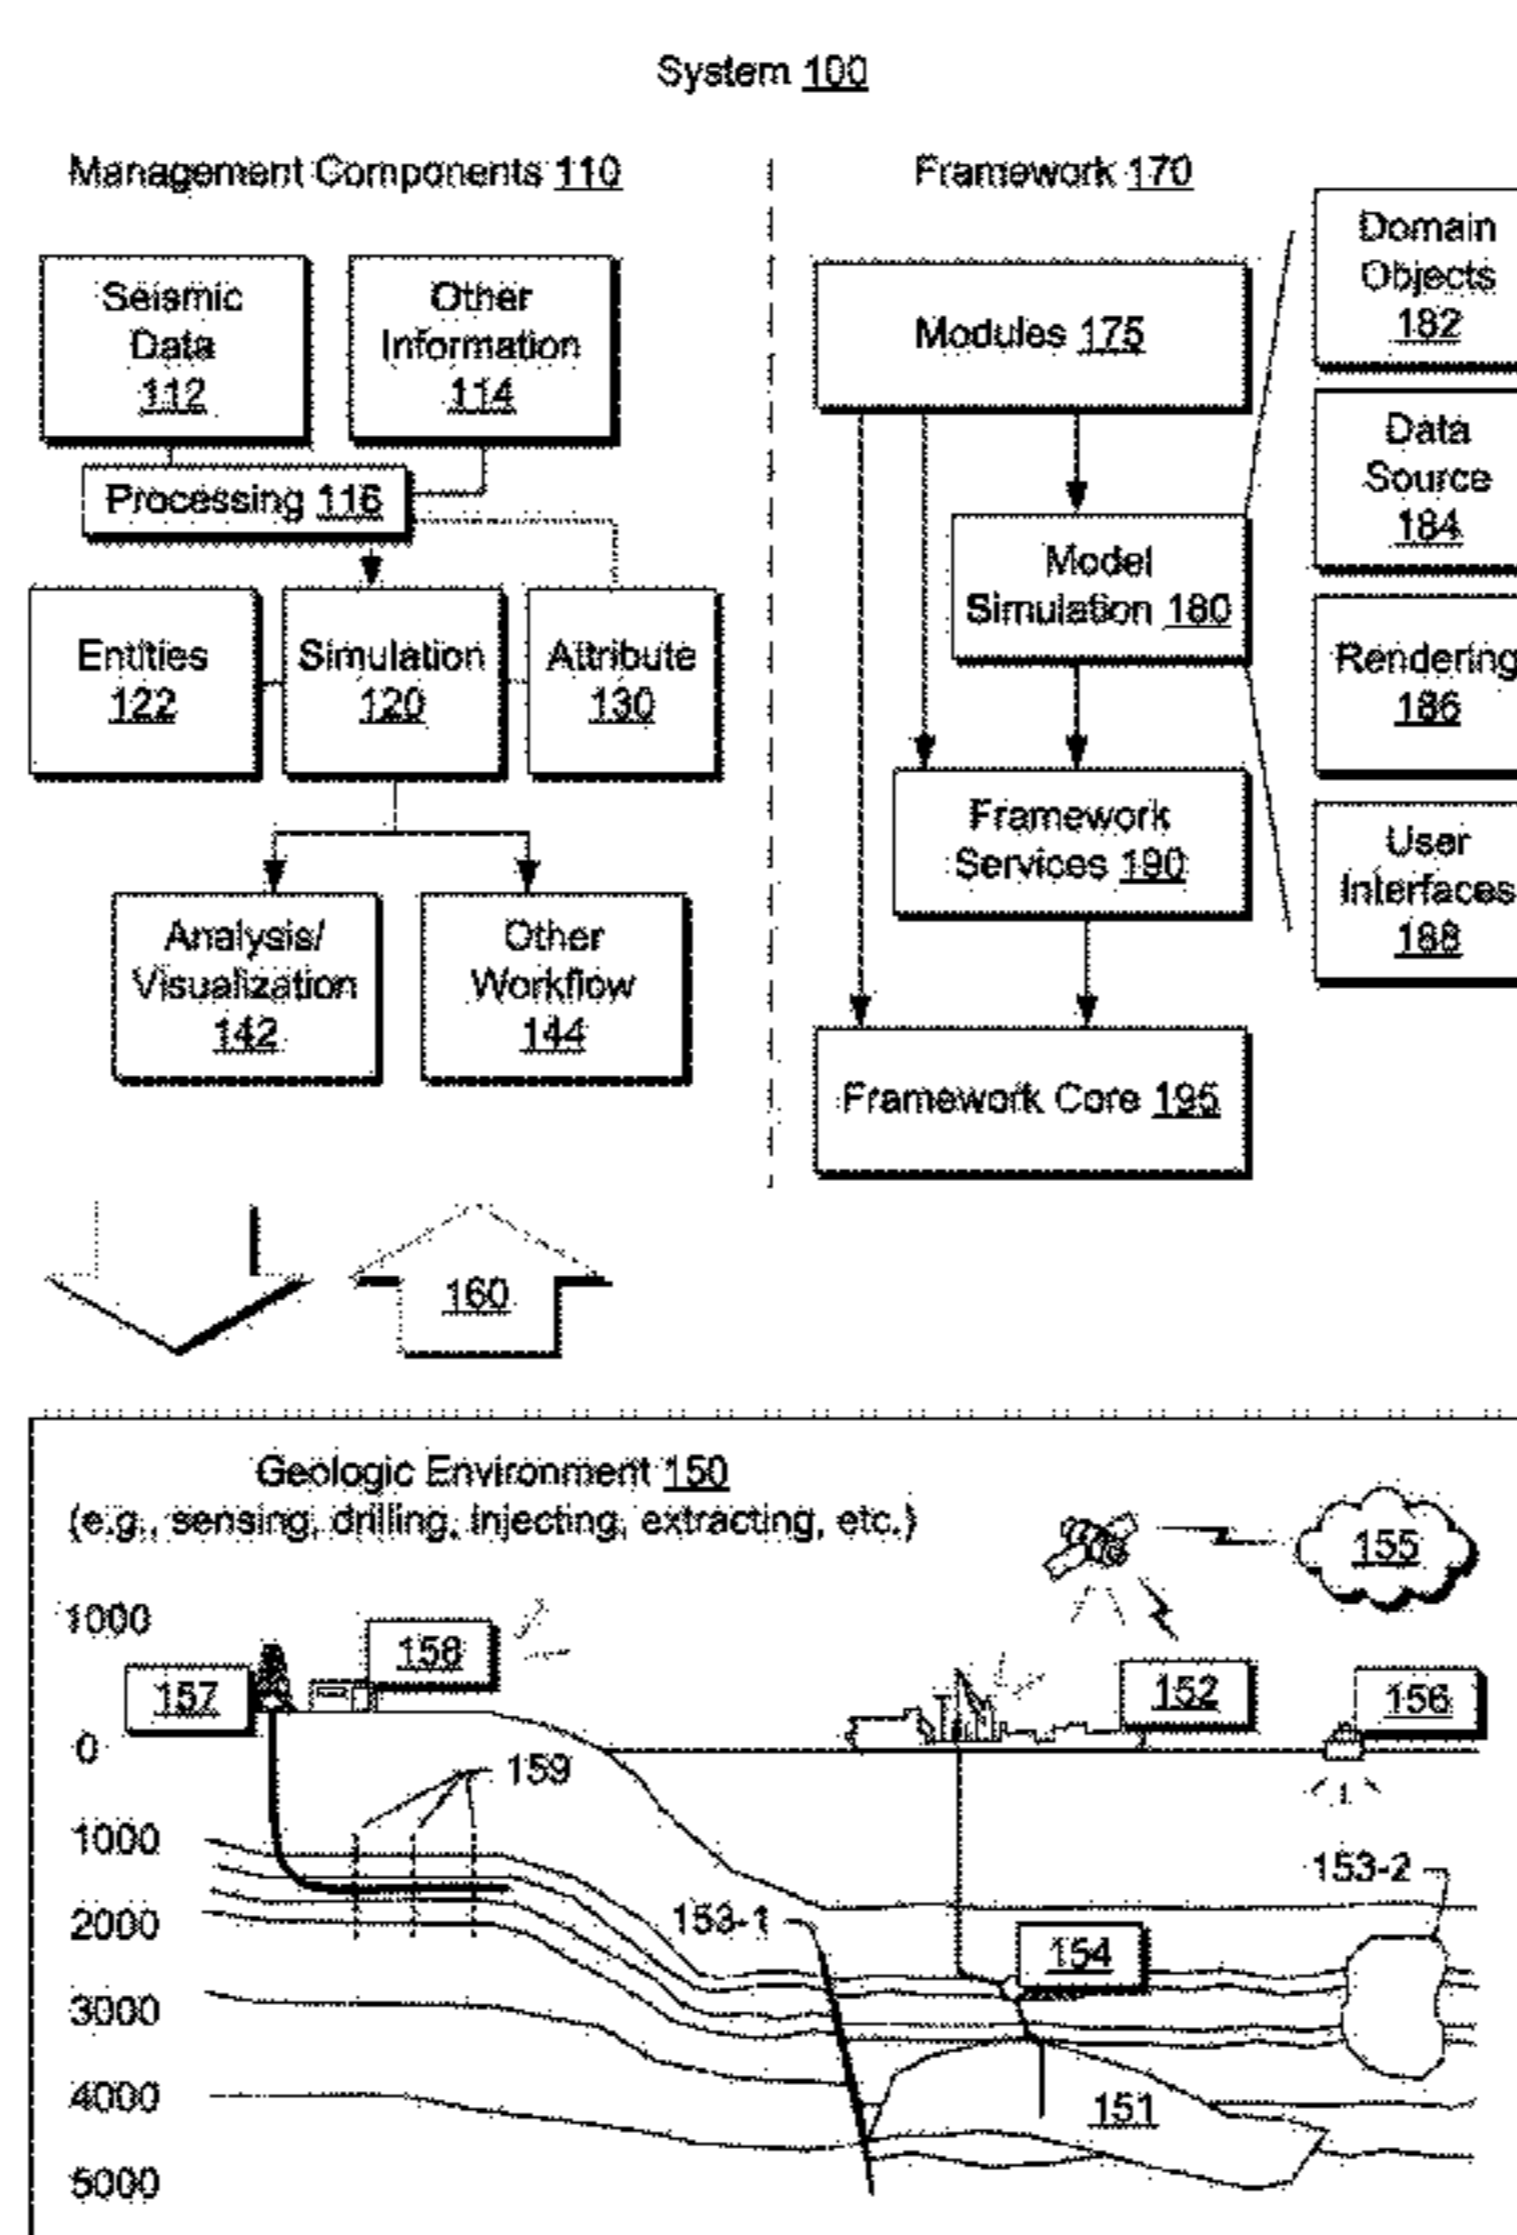 System 100
Management Components 110
Framework 170
Seismic
Data
112
Other
Information
114
Processing 116
Entities
122
Simulation
120
Attribute
130
Analysis/
Visualization
142
Other
Workflow
144
Modules 175
Model
Simulation 180
Framework
Services 190
Framework Core 195
Domain
Objects
182
Data
Source
184
Rendering
186
User
Interfaces
188
160
Geologic Environment 150
(e.g., sensing, drilling, injecting, extracting, etc.)
155
1000
158
157
152
156
0
159
1000
153-2
2000
153-1
154
3000
4000
151
5000